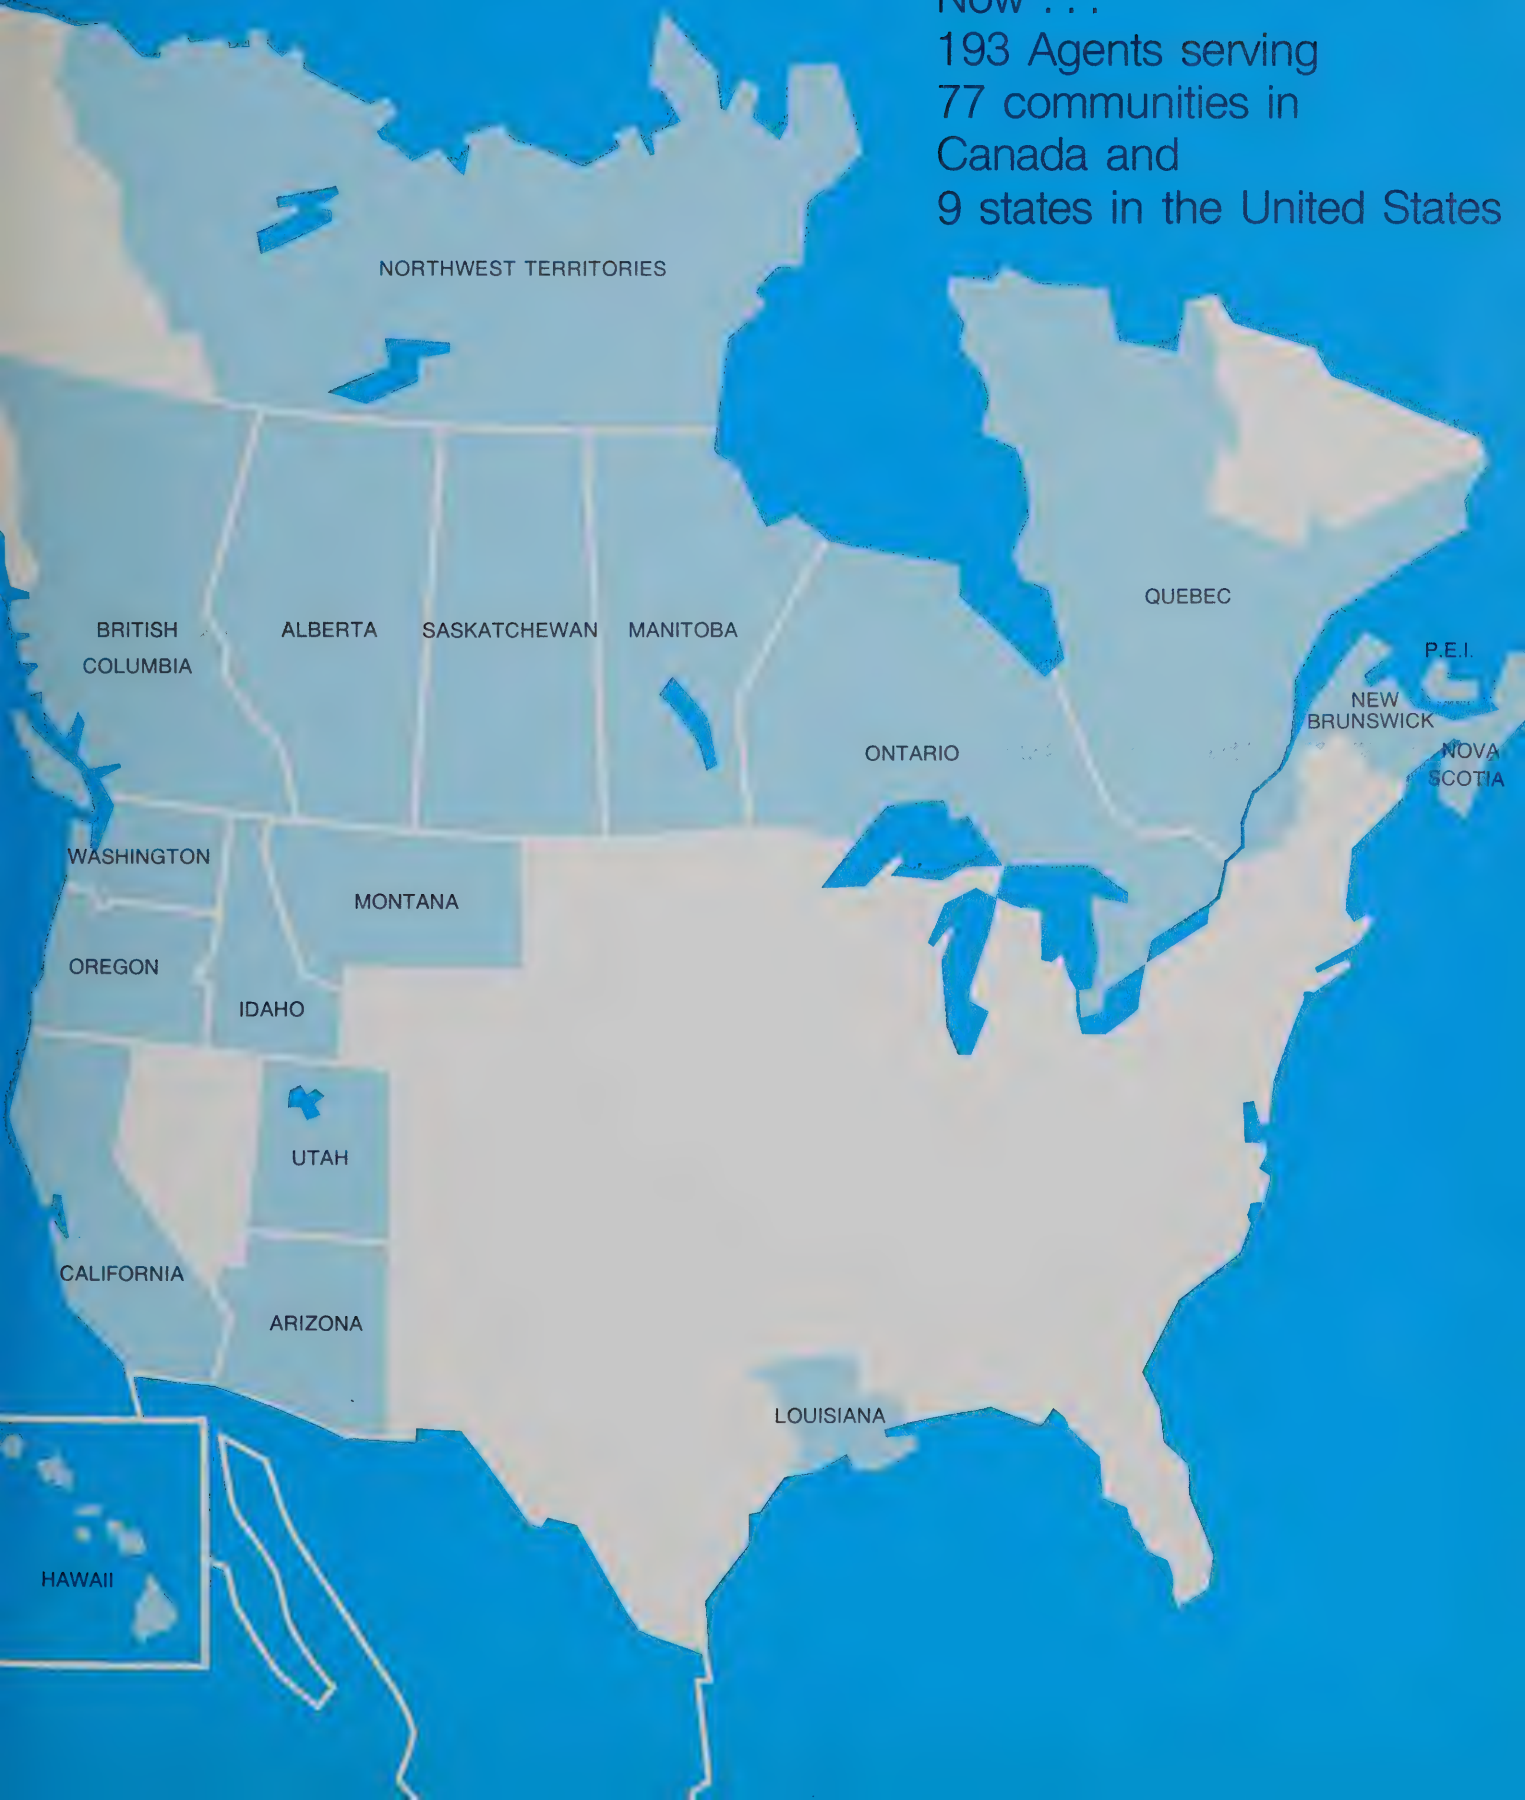 Now . . .
193 Agents serving
77 communities in
Canada and
9 states in the United States
NORTHWEST TERRITORIES
QUEBEC
BRITISH
COLUMBIA
ALBERTA
SASKATCHEWAN
MANITOBA
P.E.I.
NEW
BRUNSWICK
ONTARIO
NOVA
SCOTIA
WASHINGTON
MONTANA
OREGON
IDAHO
UTAH
CALIFORNIA
ARIZONA
LOUISIANA
HAWAII